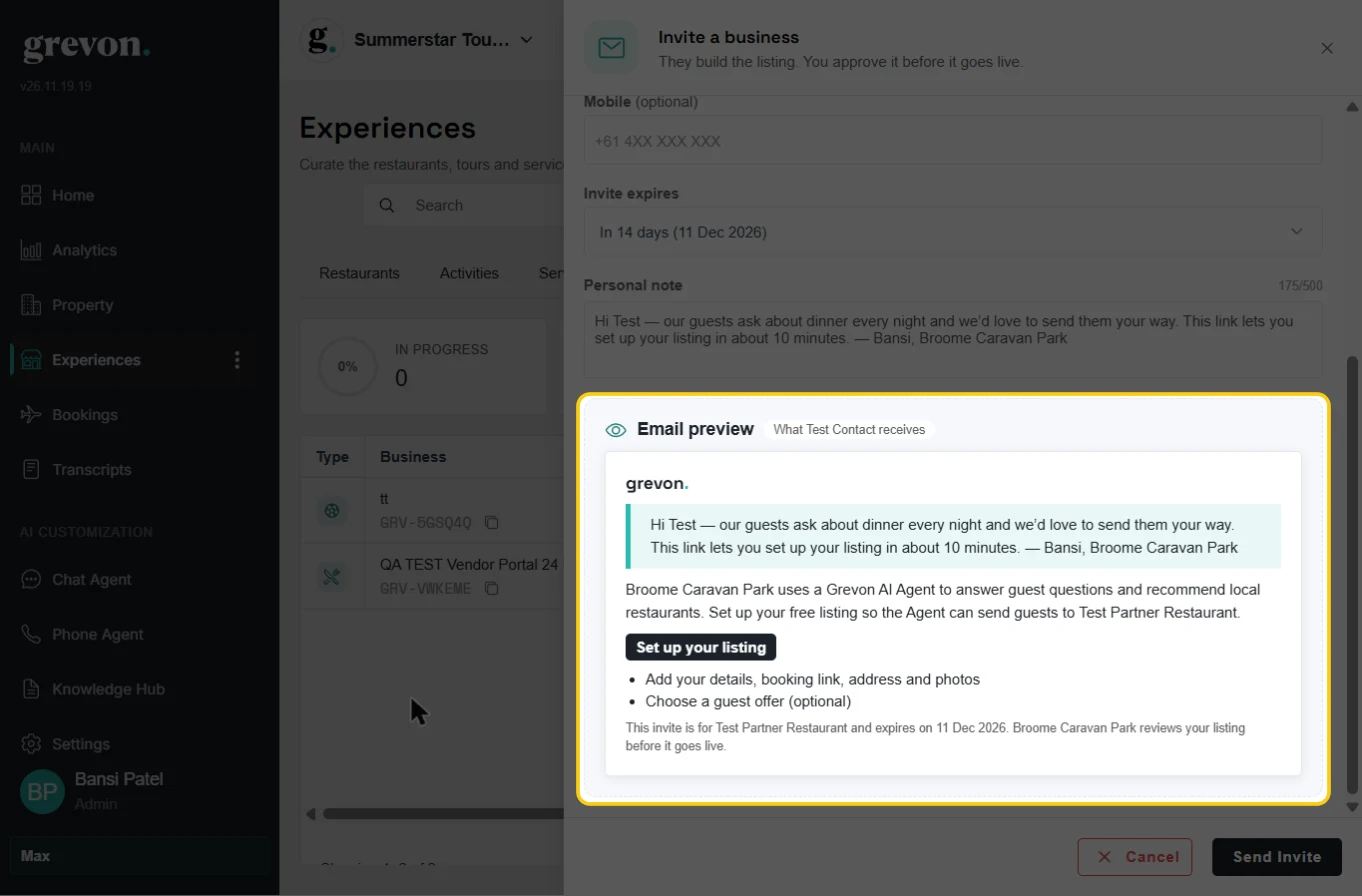 grevon.
v26.11.19.19
MAIN
Home
Analytics
Property
Experiences
Bookings
Transcripts
AI CUSTOMIZATION
Chat Agent
Phone Agent
Knowledge Hub
Settings
BP
Bansi Patel
Admin
Max
g.
Summerstar Tou...
Experiences
Curate the restaurants, tours and servic
Search
Restaurants
Activities
Ser
0%
IN PROGRESS
0
Type
Business
tt
GRV-5GSQ4Q
QA TEST Vendor Portal 24
GRV-VWKEME
Invite a business
They build the listing. You approve it before it goes live.
Mobile (optional)
+61 4XX XXX XXX
Invite expires
In 14 days (11 Dec 2026)
Personal note
175/500
Hi Test — our guests ask about dinner every night and we'd love to send them your way. This link lets you
set up your listing in about 10 minutes. — Bansi, Broome Caravan Park
Email preview
What Test Contact receives
grevon.
Hi Test — our guests ask about dinner every night and we'd love to send them your way.
This link lets you set up your listing in about 10 minutes. — Bansi, Broome Caravan Park
Broome Caravan Park uses a Grevon AI Agent to answer guest questions and recommend local
restaurants. Set up your free listing so the Agent can send guests to Test Partner Restaurant.
Set up your listing
• Add your details, booking link, address and photos
• Choose a guest offer (optional)
This invite is for Test Partner Restaurant and expires on 11 Dec 2026. Broome Caravan Park reviews your listing
before it goes live.
Cancel
Send Invite